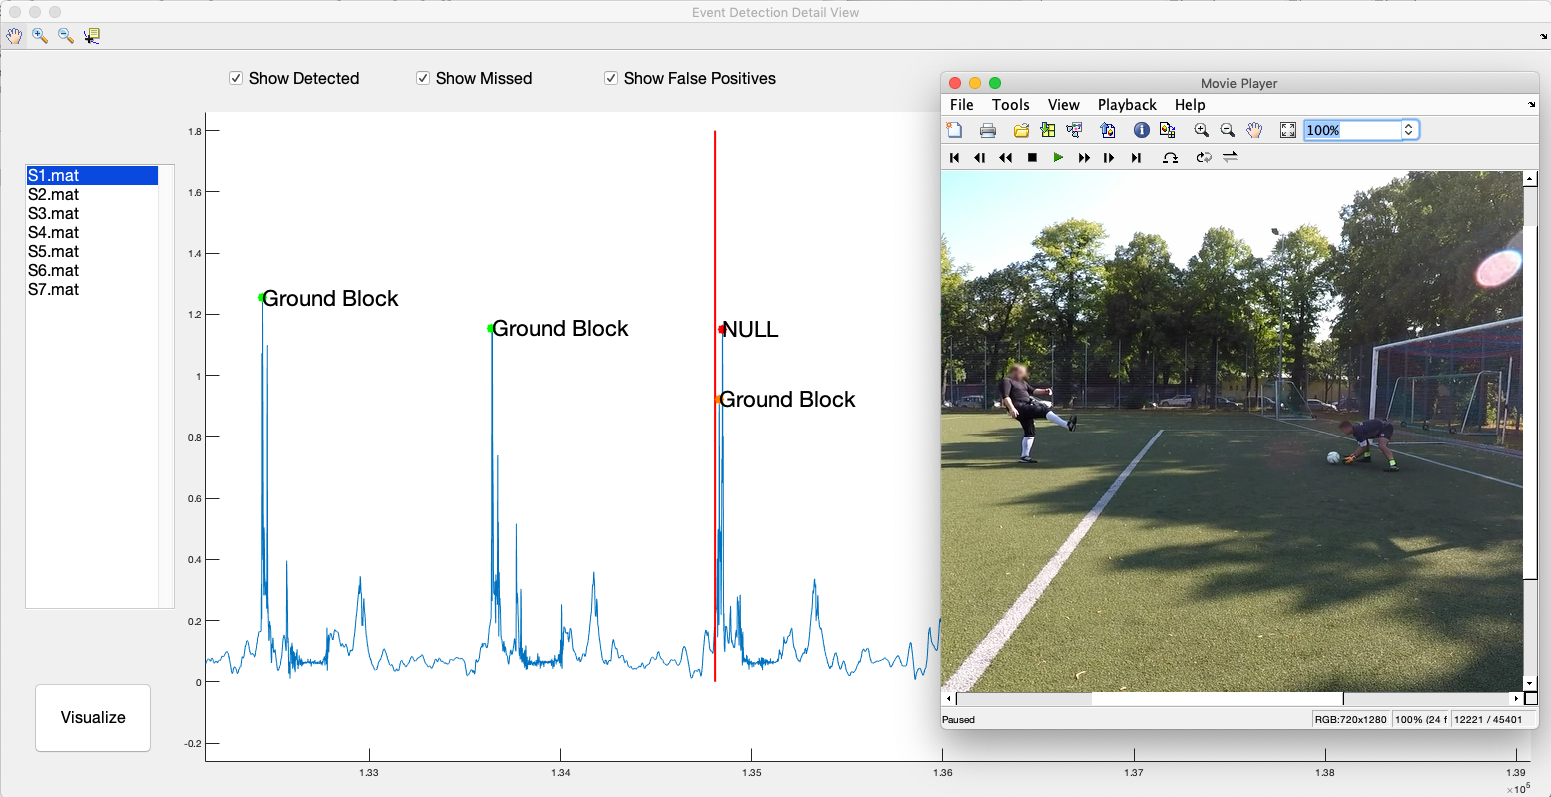 Event Detection Detail View
Show Detected
Show Missed
Show False Positives
S1.mat
S2.mat
S3.mat
S4.mat
S5.mat
S6.mat
S7.mat
Visualize
1.8
1.6
1.4
1.2
1
0.8
0.6
0.4
0.2
0
-0.2
Ground Block
Ground Block
NULL
Ground Block
1.33
1.34
1.35
1.36
1.37
1.38
1.39
×10⁵
Movie Player
File Tools View Playback Help
100%
Paused
RGB:720x1280 100% (24 f 12221 / 45401